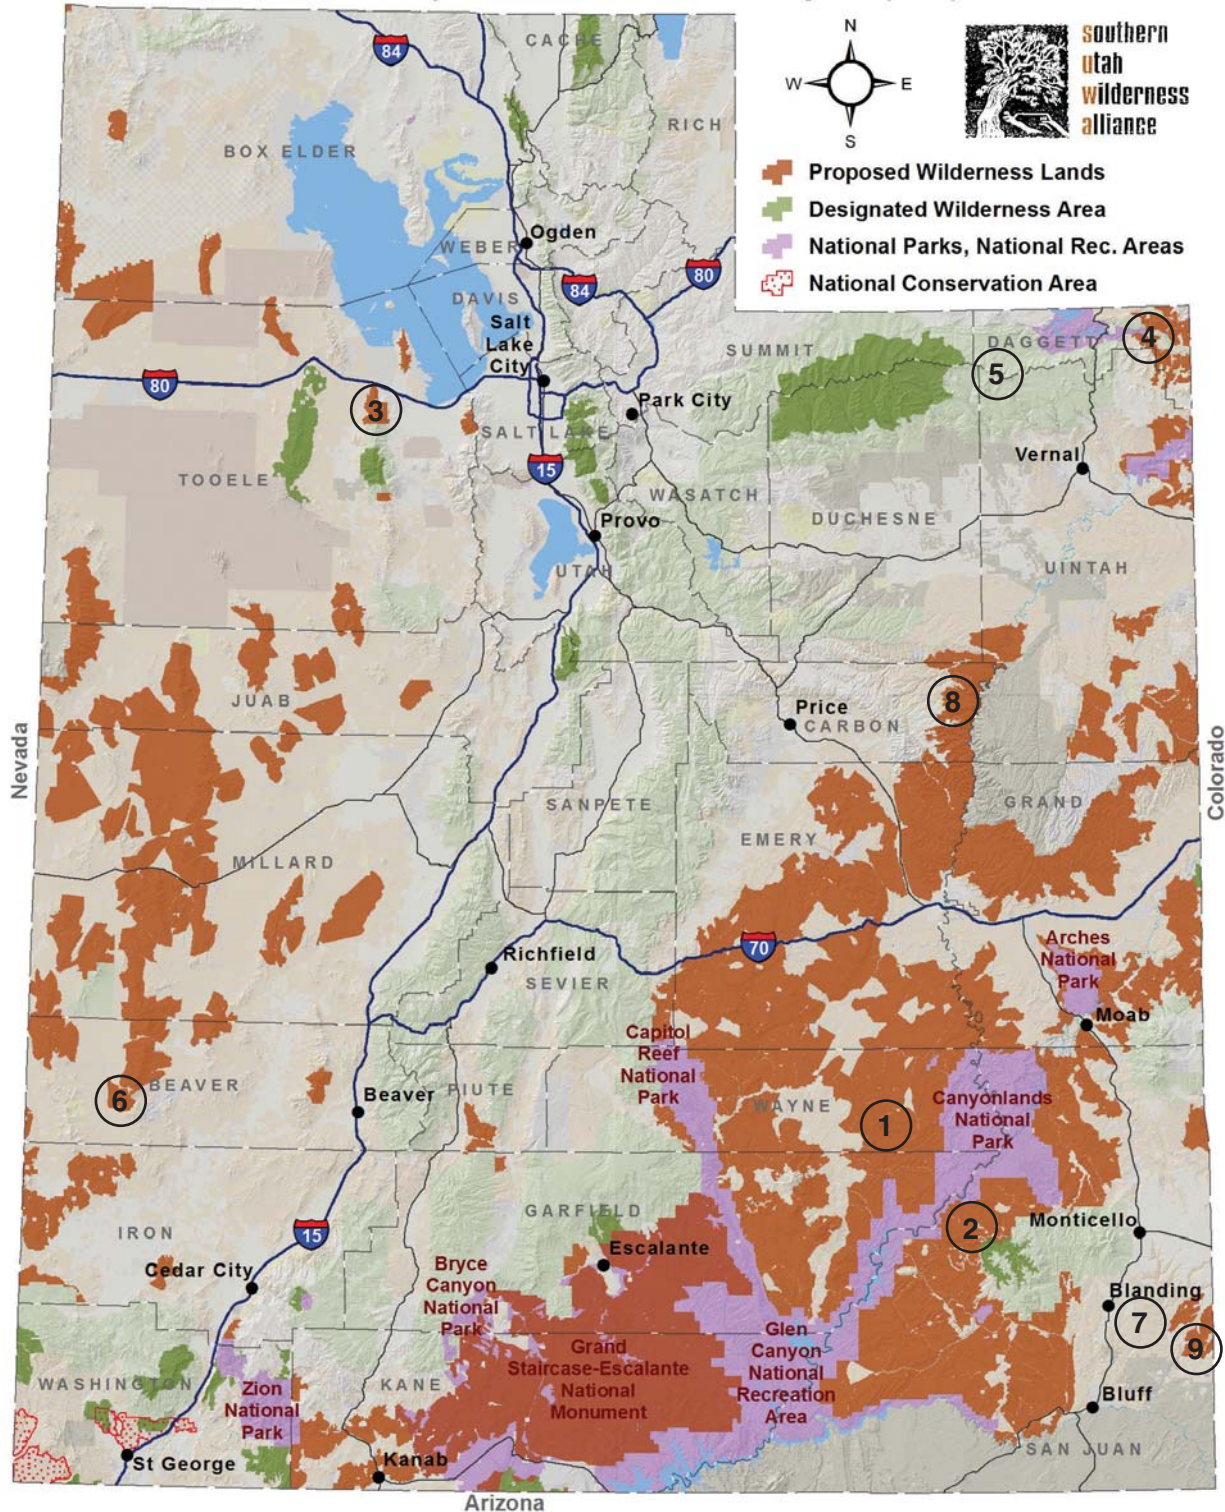 CACHE
84
N
W
E
S
southern
utah
wilderness
alliance
RICH
BOX ELDER
Proposed Wilderness Lands
Designated Wilderness Area
National Parks, National Rec. Areas
National Conservation Area
Ogden
WEBER
80
84
DAVIS
Salt
Lake
City
SUMMIT
DAGGETT
4
5
80
3
Park City
SALT LAKE
Vernal
15
TOOELE
WASATCH
DUCHESNE
Provo
UTAH
UINTAH
JUAB
8
Price
CARBON
Nevada
Colorado
SANPETE
GRAND
EMERY
MILLARD
70
Arches
National
Park
Richfield
SEVIER
Moab
Capitol
Reef
National
Park
6
BEAVER
Beaver
PIUTE
WAYNE
1
Canyonlands
National
Park
GARFIELD
2
Monticello
IRON
15
Escalante
Cedar City
Bryce
Canyon
National
Park
Blanding
7
9
Grand
Staircase-Escalante
National
Monument
Glen
Canyon
National
Recreation
Area
WASHINGTON
Zion
National
Park
KANE
Bluff
SAN JUAN
St George
Kanab
Arizona